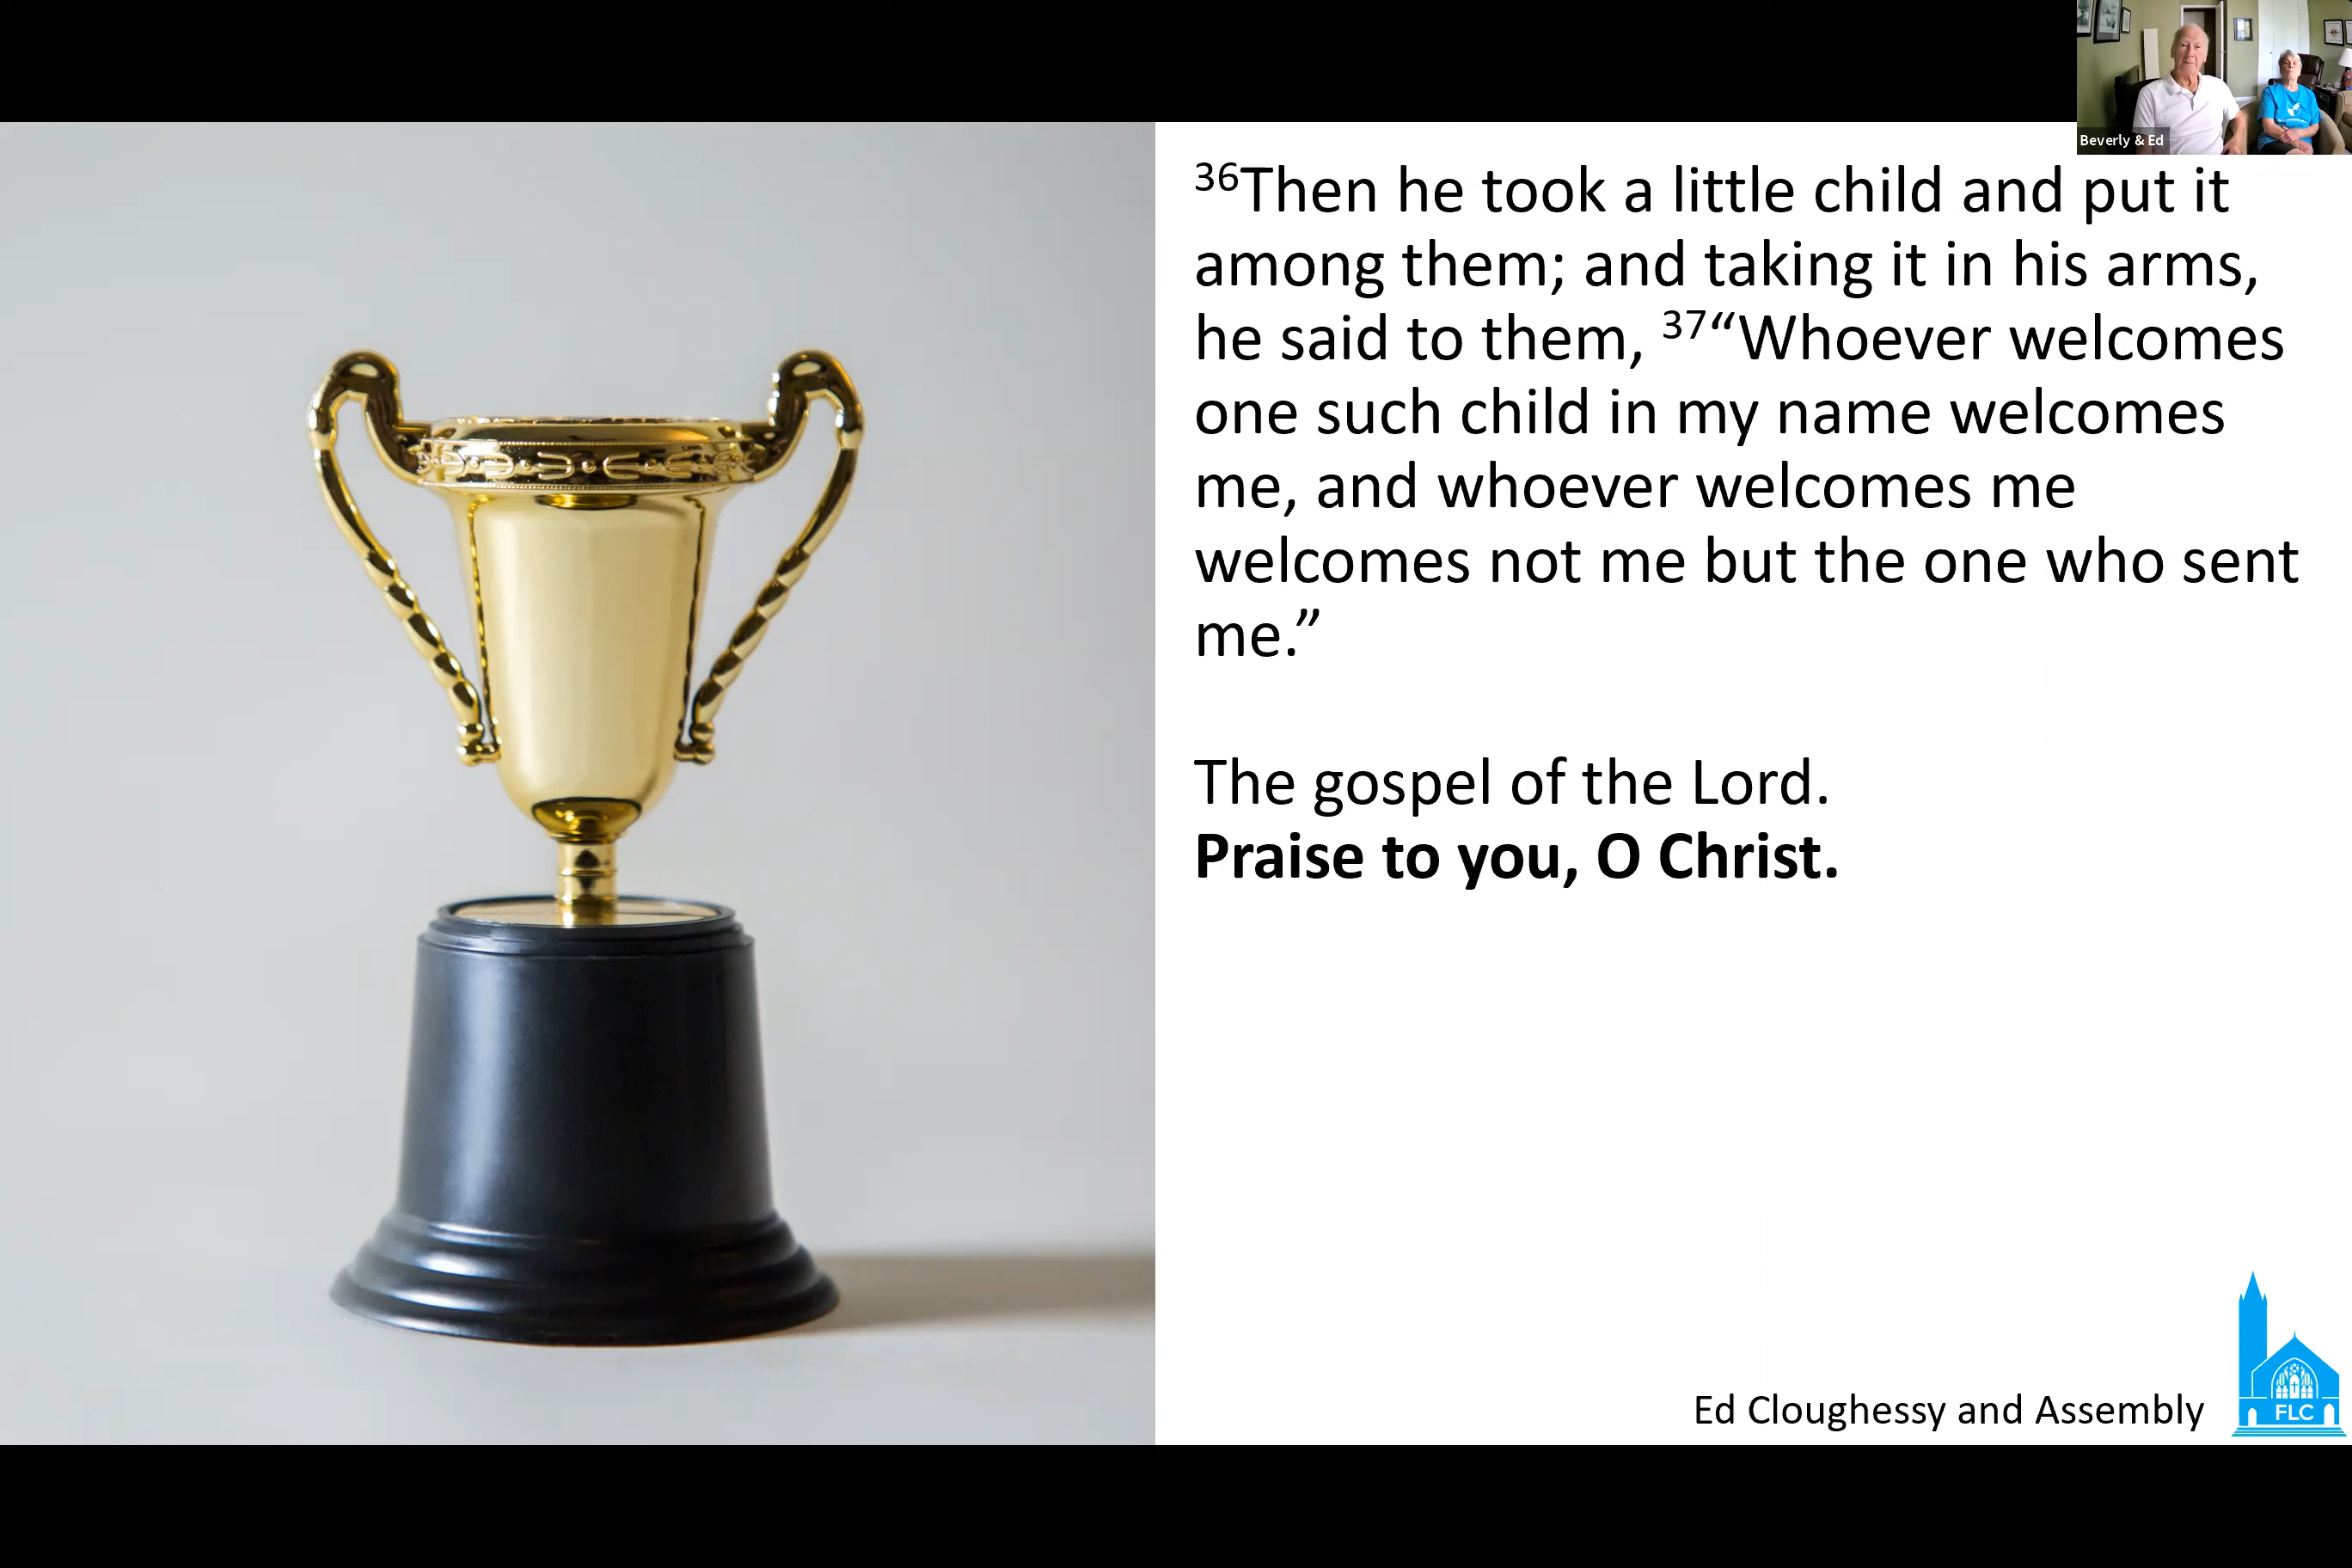 Beverly & Ed
36Then he took a little child and put it
among them; and taking it in his arms,
he said to them, 37“Whoever welcomes
one such child in my name welcomes
me, and whoever welcomes me
welcomes not me but the one who sent
me.”
The gospel of the Lord.
Praise to you, O Christ.
Ed Cloughessy and Assembly
FLC